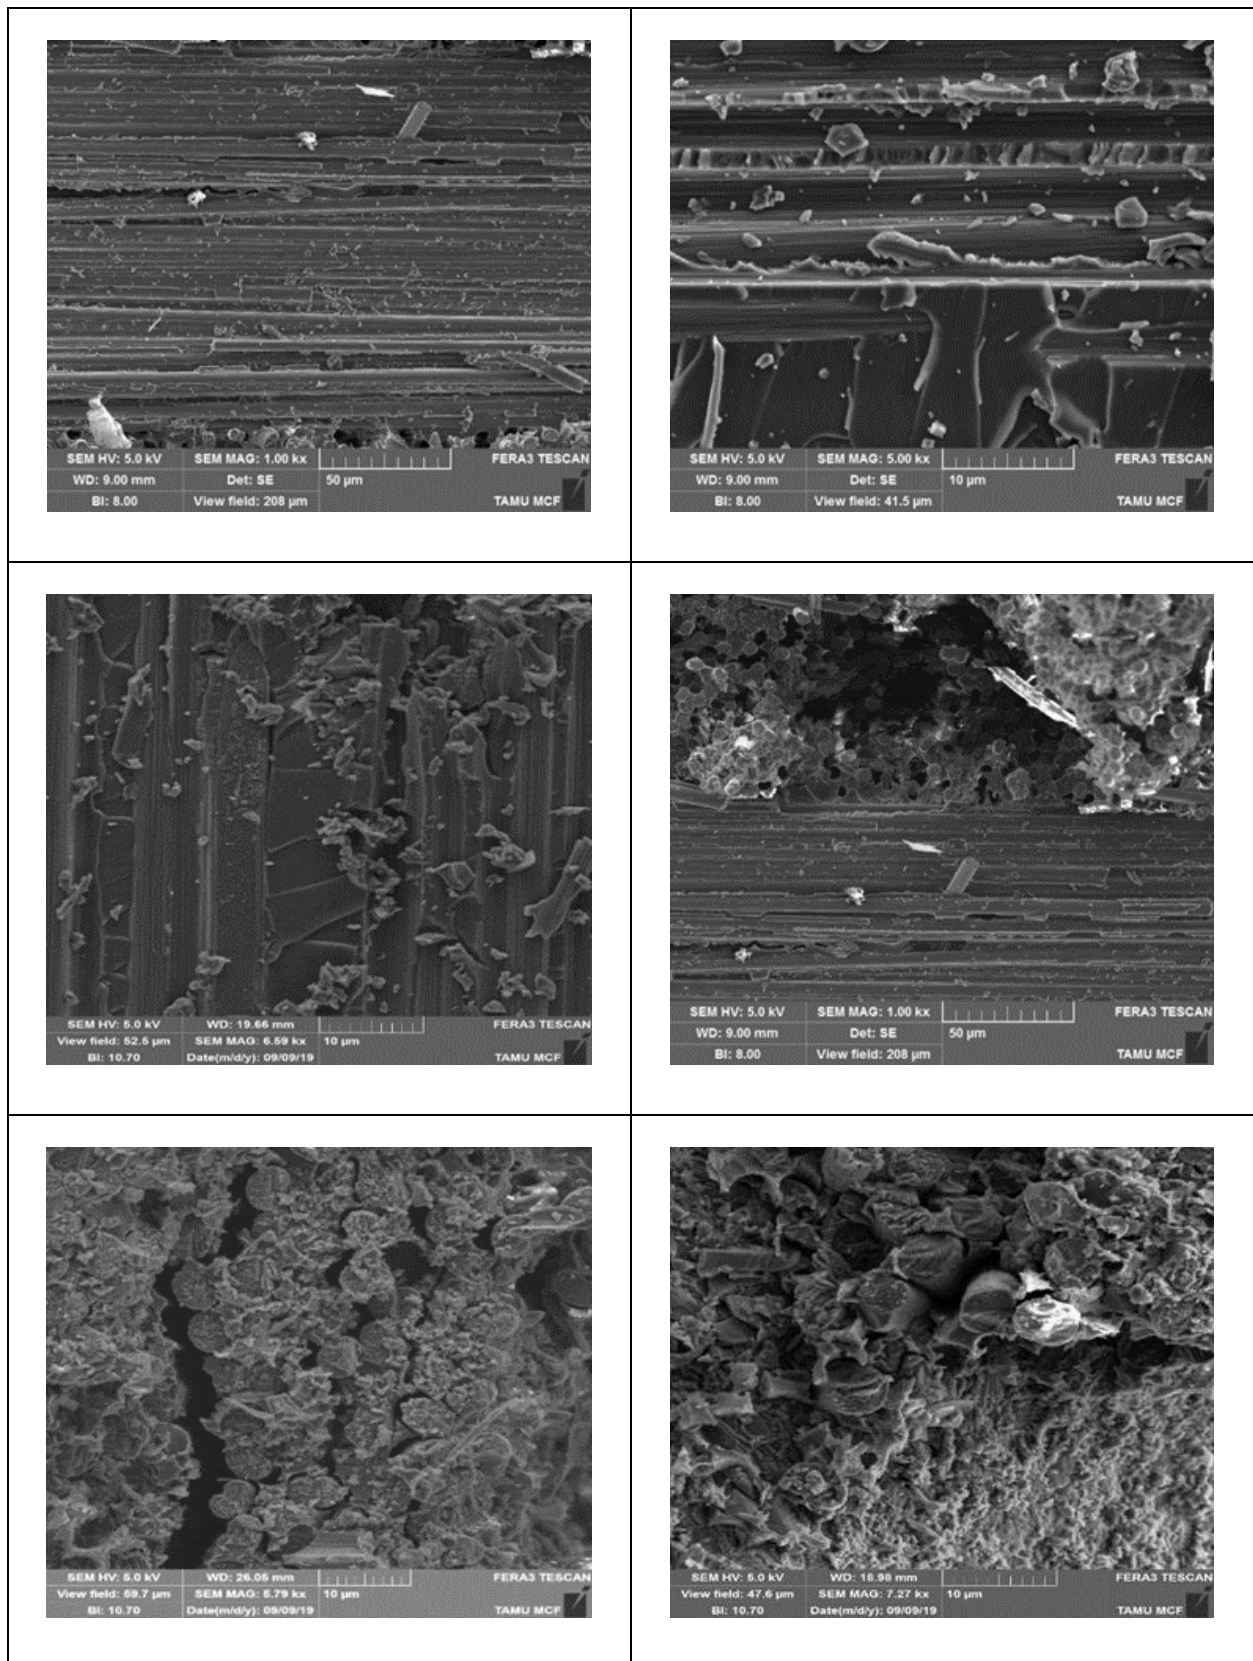 SEM HV: 5.0 kV SEM MAG: 1.00 kx FERA3 TESCAN
WD: 9.00 mm Det: SE 50 µm
BI: 8.00 View field: 208 µm TAMU MCF
SEM HV: 5.0 kV SEM MAG: 5.00 kx FERA3 TESCAN
WD: 9.00 mm Det: SE 10 µm
BI: 8.00 View field: 41.5 µm TAMU MCF
SEM HV: 5.0 kV WD: 19.66 mm FERA3 TESCAN
View field: 52.5 µm SEM MAG: 6.59 kx 10 µm
BI: 10.70 Date(m/d/y): 09/09/19 TAMU MCF
SEM HV: 5.0 kV SEM MAG: 1.00 kx FERA3 TESCAN
WD: 9.00 mm Det: SE 50 µm
BI: 8.00 View field: 208 µm TAMU MCF
SEM HV: 5.0 kV WD: 26.05 mm FERA3 TESCAN
View field: 59.7 µm SEM MAG: 5.79 kx 10 µm
BI: 10.70 Date(m/d/y): 09/09/19 TAMU MCF
SEM HV: 5.0 kV WD: 18.98 mm FERA3 TESCAN
View field: 47.6 µm SEM MAG: 7.27 kx 10 µm
BI: 10.70 Date(m/d/y): 09/09/19 TAMU MCF